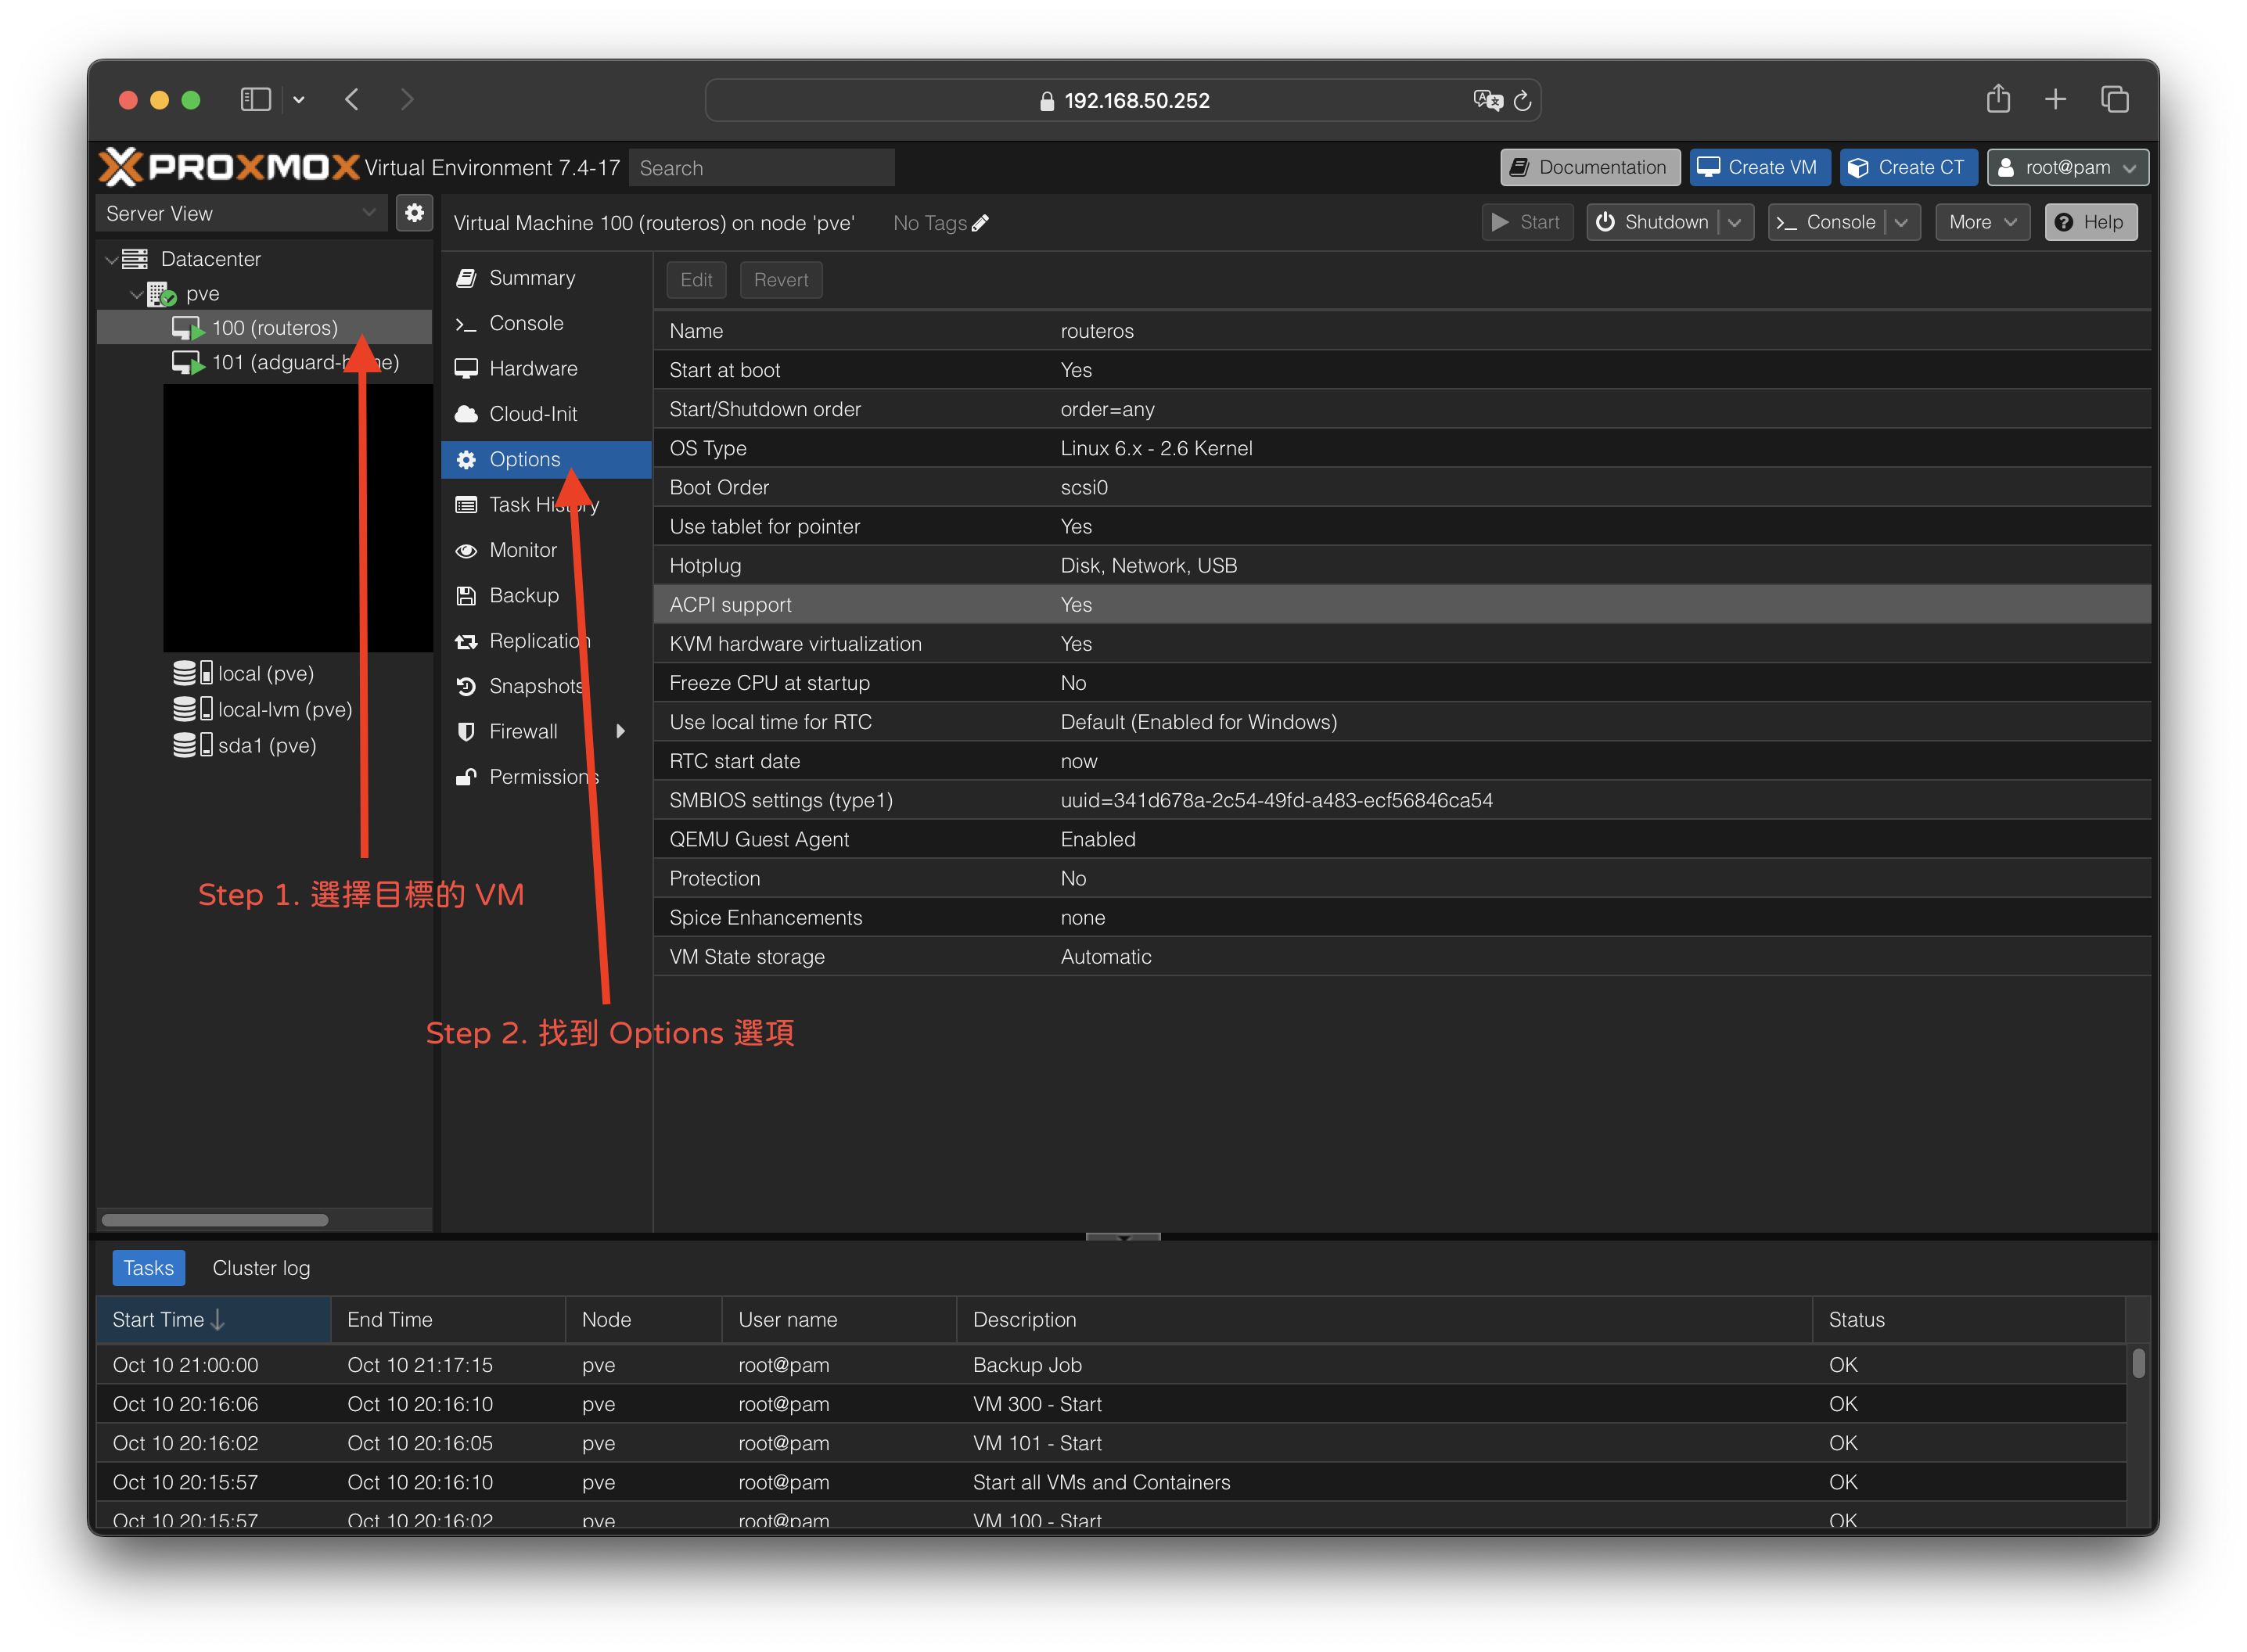 192.168.50.252
PROXMOX Virtual Environment 7.4-17 Search Documentation Create VM Create CT root@pam
Server View
Virtual Machine 100 (routeros) on node 'pve' No Tags Start Shutdown Console More Help
Datacenter
pve
100 (routeros)
101 (adguard-h me)
local (pve)
local-lvm (pve)
sda1 (pve)
Summary
Console
Hardware
Cloud-Init
Options
Task History
Monitor
Backup
Replication
Snapshots
Firewall
Permissions
Edit Revert
Name routeros
Start at boot Yes
Start/Shutdown order order=any
OS Type Linux 6.x - 2.6 Kernel
Boot Order scsi0
Use tablet for pointer Yes
Hotplug Disk, Network, USB
ACPI support Yes
KVM hardware virtualization Yes
Freeze CPU at startup No
Use local time for RTC Default (Enabled for Windows)
RTC start date now
SMBIOS settings (type1) uuid=341d678a-2c54-49fd-a483-ecf56846ca54
QEMU Guest Agent Enabled
Protection No
Spice Enhancements none
VM State storage Automatic
Step 1. 選擇目標的 VM
Step 2. 找到 Options 選項
Tasks Cluster log
Start Time End Time Node User name Description Status
Oct 10 21:00:00 Oct 10 21:17:15 pve root@pam Backup Job OK
Oct 10 20:16:06 Oct 10 20:16:10 pve root@pam VM 300 - Start OK
Oct 10 20:16:02 Oct 10 20:16:05 pve root@pam VM 101 - Start OK
Oct 10 20:15:57 Oct 10 20:16:10 pve root@pam Start all VMs and Containers OK
Oct 10 20:15:57 Oct 10 20:16:02 pve root@pam VM 100 - Start OK